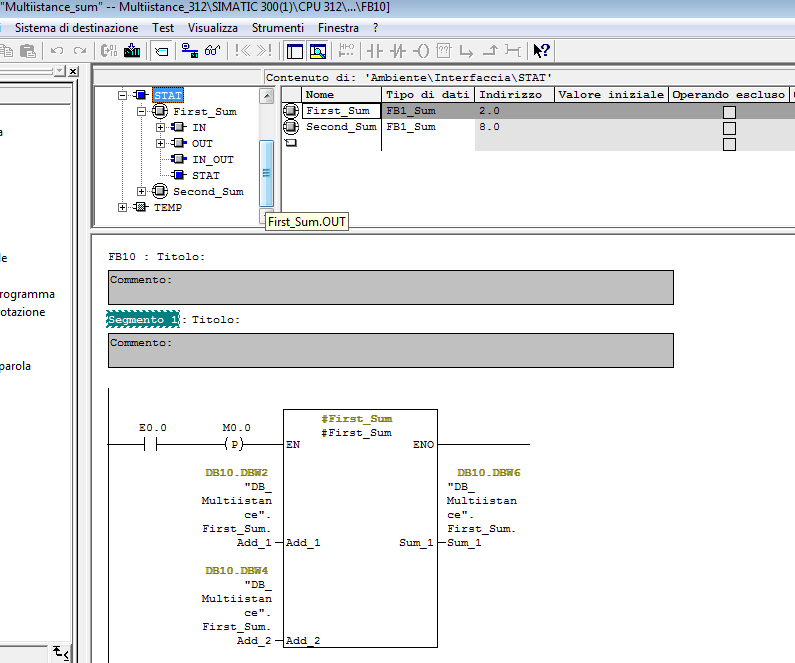 "Multiistance_sum" -- Multiistance_312\SIMATIC 300(1)\CPU 312\...\FB10]
Sistema di destinazione Test Visualizza Strumenti Finestra ?
Contenuto di: 'Ambiente\Interfaccia\STAT'
STAT
First_Sum
IN
OUT
IN_OUT
STAT
Second_Sum
TEMP
First_Sum.OUT
Nome Tipo di dati Indirizzo Valore iniziale Operando escluso
First_Sum FB1_Sum 2.0
Second_Sum FB1_Sum 8.0
a
le
rogramma
otazione
parola
FB10 : Titolo:
Commento:
Segmento 1: Titolo:
Commento:
E0.0 M0.0
(P)
#First_Sum
#First_Sum
EN ENO
DB10.DBW2
"DB_
Multiistan
ce".
First_Sum.
Add_1 Add_1
DB10.DBW6
"DB_
Multiistan
ce".
First_Sum.
Sum_1 Sum_1
DB10.DBW4
"DB_
Multiistan
ce".
First_Sum.
Add_2 Add_2